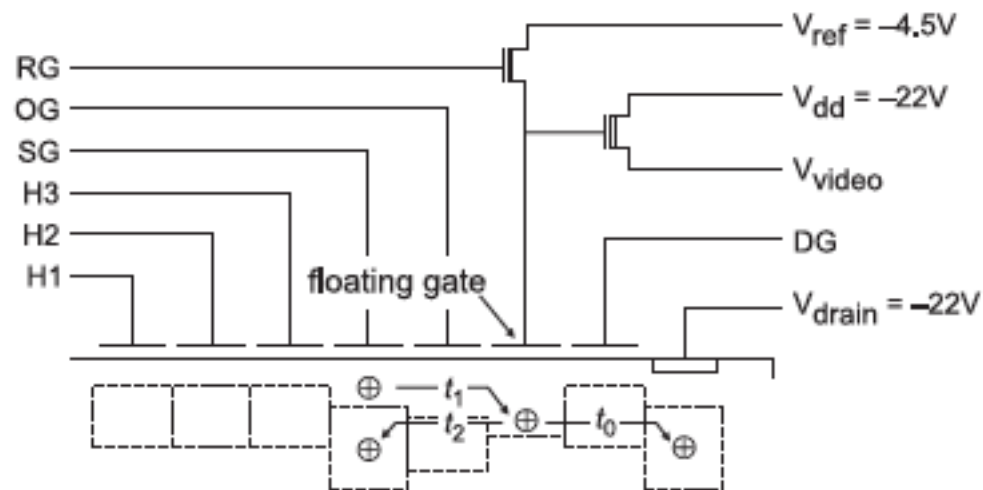 RG
OG
SG
H3
H2
H1
V_ref = –4.5V
V_dd = –22V
V_video
DG
V_drain = –22V
floating gate
t_1
t_2
t_0